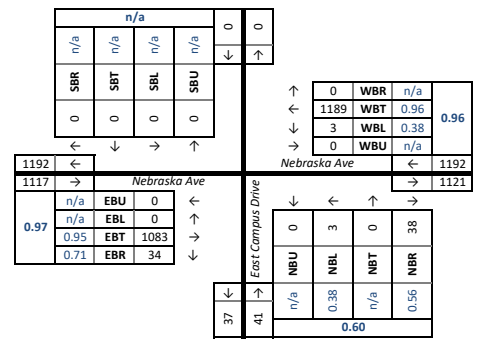 n/a
n/a n/a n/a n/a
SBR SBT SBL SBU
0 0 0 0
← ↓ → ↑
0 0
↓ ↑
↑ 0 WBR n/a
← 1189 WBT 0.96
↓ 3 WBL 0.38
→ 0 WBU n/a
0.96
1192 ←
Nebraska Ave
← 1192
1117 →
Nebraska Ave
→ 1121
0.97
n/a EBU 0 ←
n/a EBL 0 ↑
0.95 EBT 1083 →
0.71 EBR 34 ↓
East Campus Drive
↓ ← ↑ →
0 3 0 38
NBU NBL NBT NBR
n/a 0.38 n/a 0.56
0.60
↓ ↑
37 41